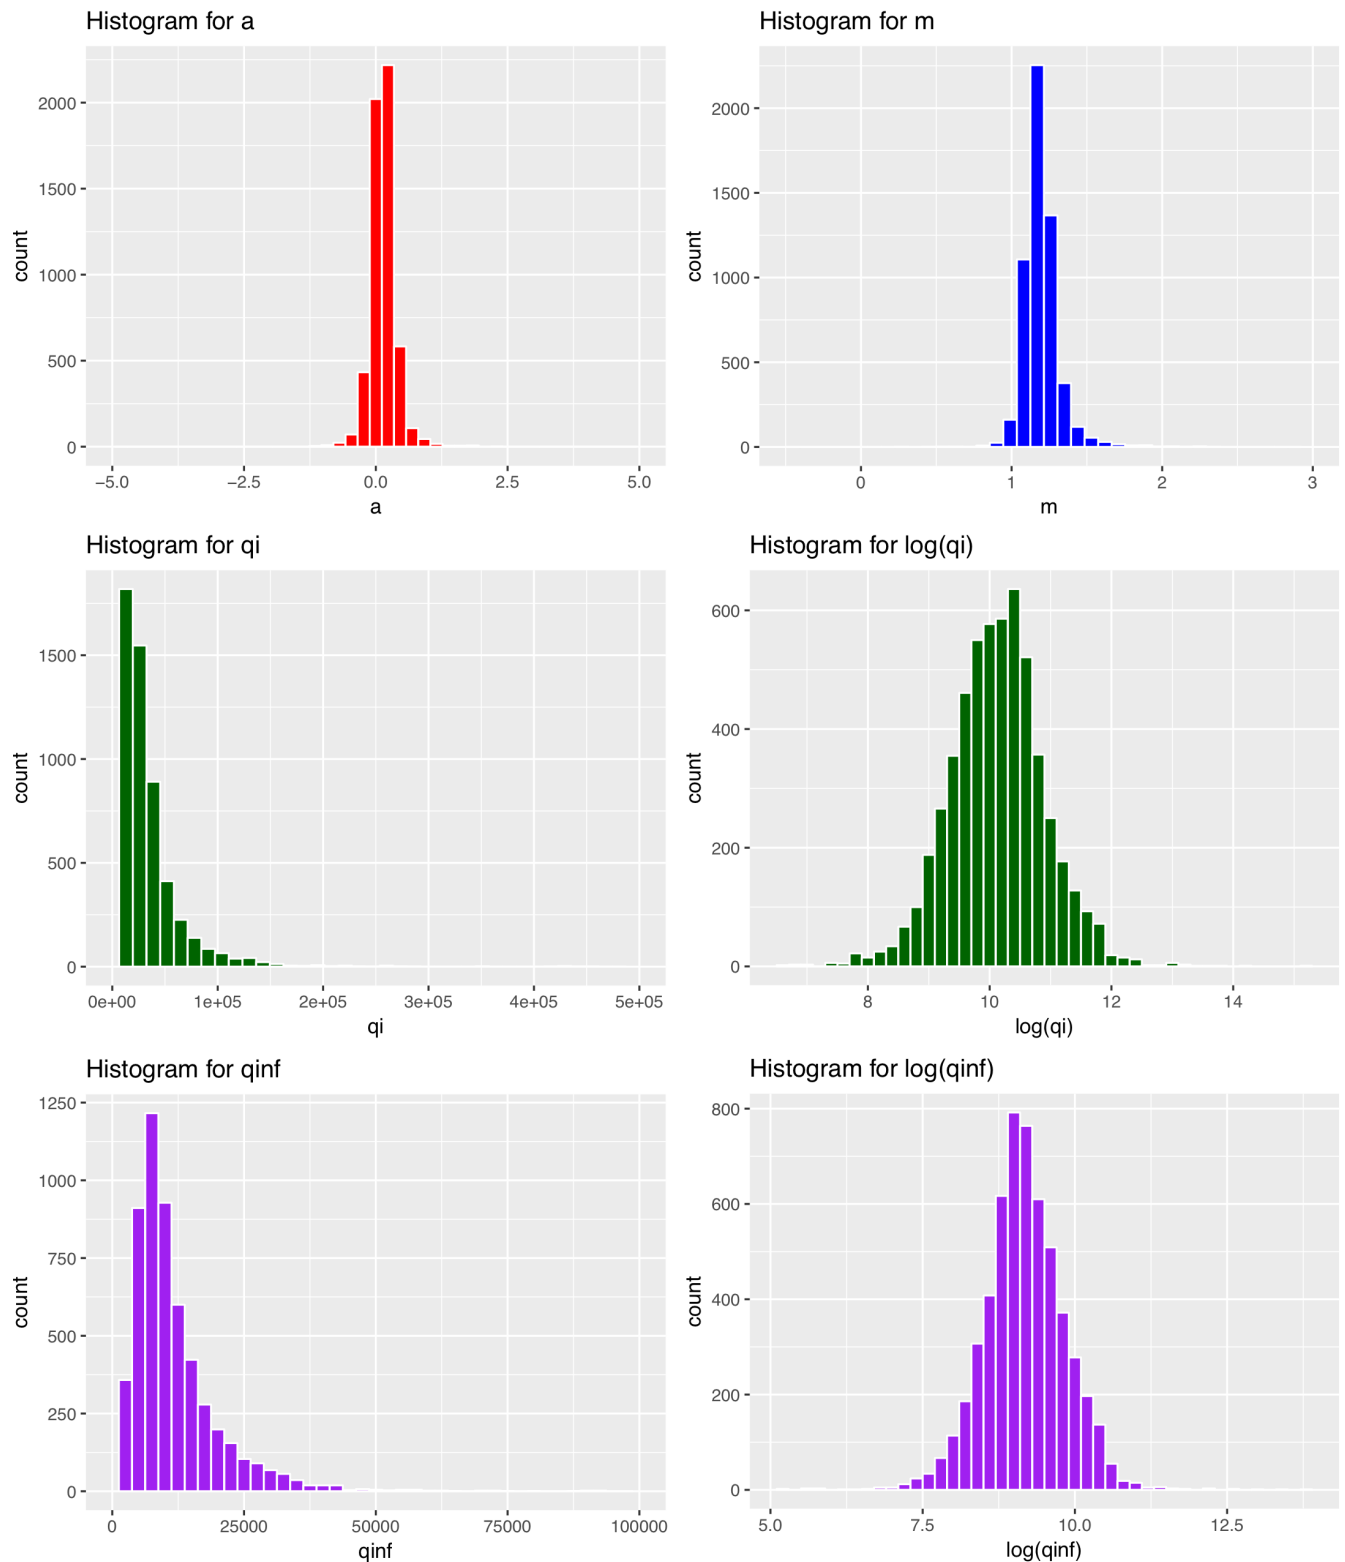 Histogram for a
count
2000
1500
1000
500
0
−5.0 −2.5 0.0 2.5 5.0
a
Histogram for m
count
2000
1500
1000
500
0
0 1 2 3
m
Histogram for qi
count
1500
1000
500
0
0e+00 1e+05 2e+05 3e+05 4e+05 5e+05
qi
Histogram for log(qi)
count
600
400
200
0
8 10 12 14
log(qi)
Histogram for qinf
count
1250
1000
750
500
250
0
0 25000 50000 75000 100000
qinf
Histogram for log(qinf)
count
800
600
400
200
0
5.0 7.5 10.0 12.5
log(qinf)